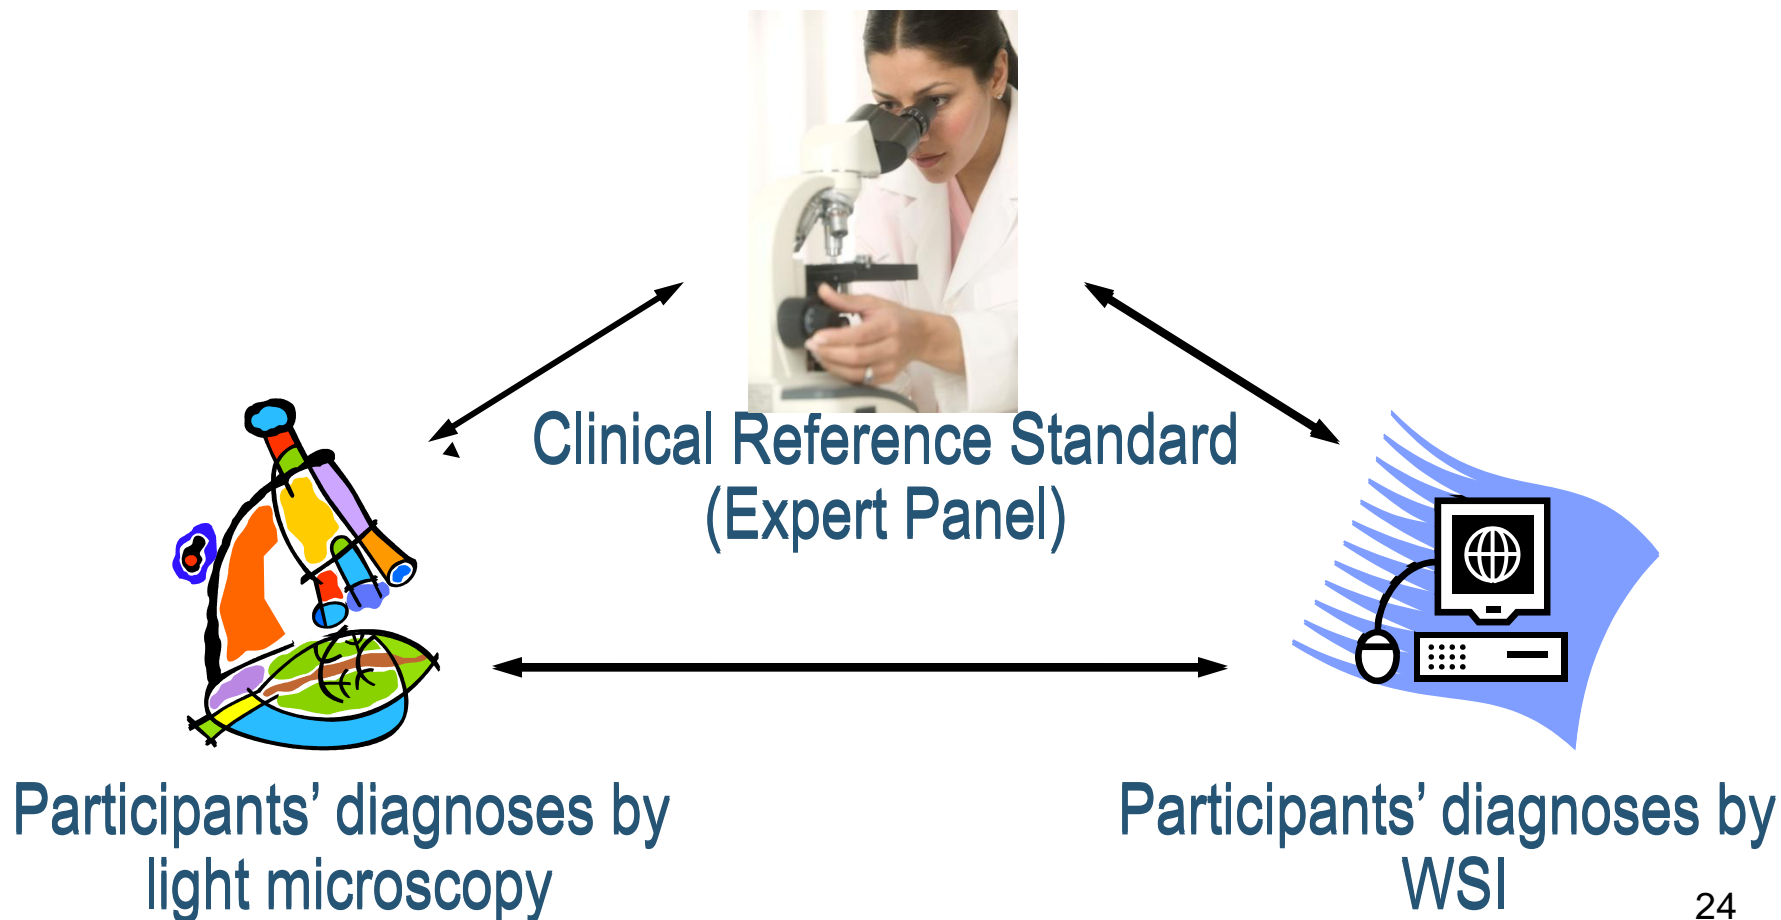 Clinical Reference Standard
(Expert Panel)
Participants’ diagnoses by
light microscopy
Participants’ diagnoses by
WSI
24